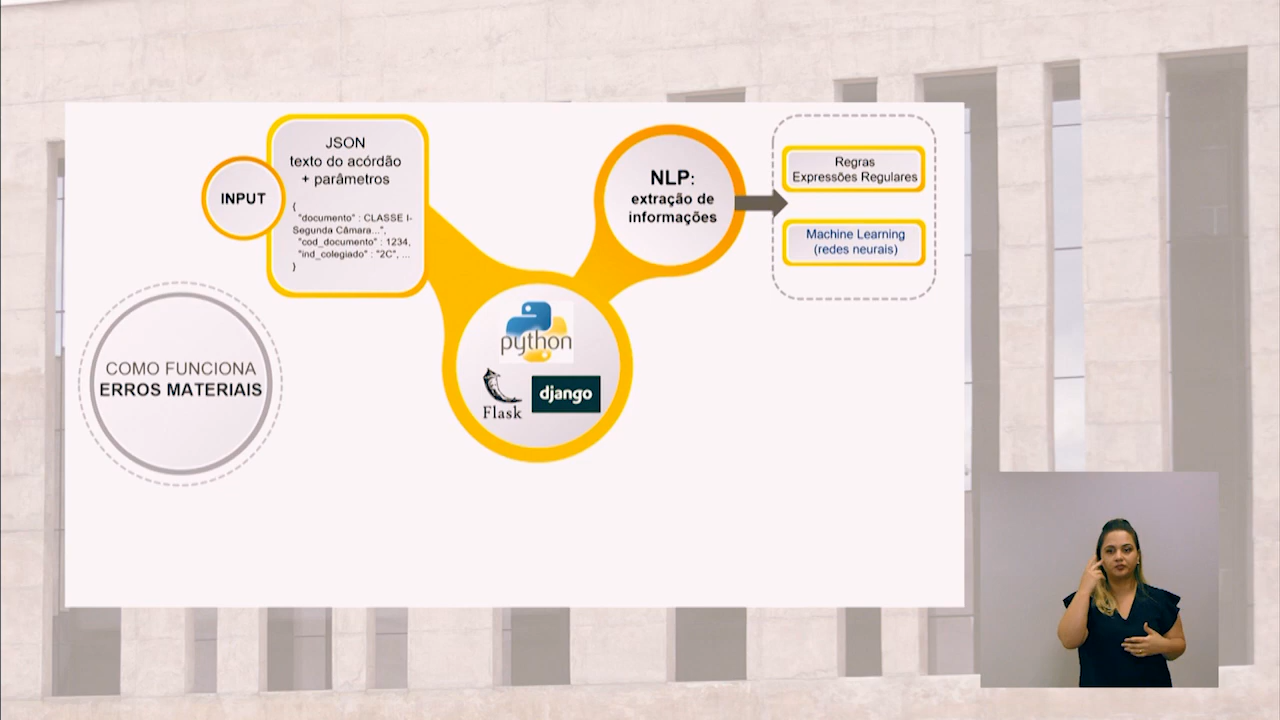 INPUT
JSON
texto do acórdão
+ parâmetros
{
"documento" : CLASSE I-
Segunda Câmara...",
"cod_documento" : 1234,
"ind_colegiado" : "2C", ...
}
NLP:
extração de
informações
Regras
Expressões Regulares
Machine Learning
(redes neurais)
python
Flask
django
COMO FUNCIONA
ERROS MATERIAIS